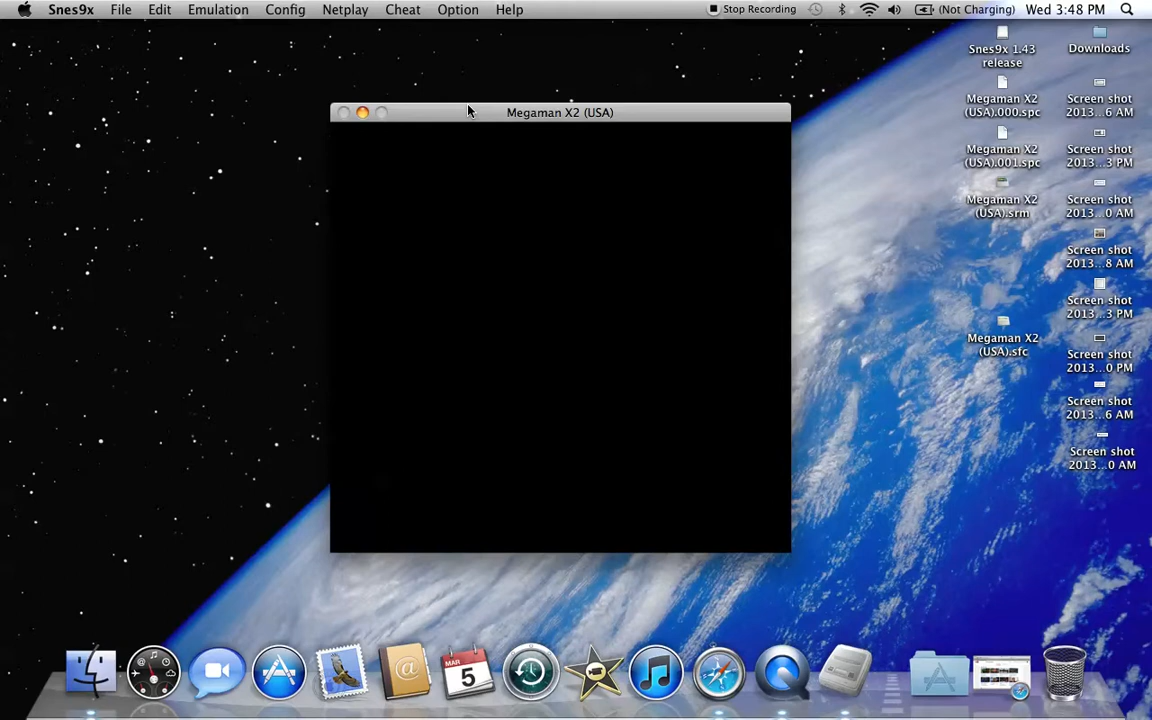 Snes9x File Edit Emulation Config Netplay Cheat Option Help Stop Recording (Not Charging) Wed 3:48 PM
Megaman X2 (USA)
Snes9x 1.43
release
Megaman X2
(USA).000.spc
Megaman X2
(USA).001.spc
Megaman X2
(USA).srm
Megaman X2
(USA).sfc
Downloads
Screen shot
2013...6 AM
Screen shot
2013...3 PM
Screen shot
2013...0 AM
Screen shot
2013...8 AM
Screen shot
2013...3 PM
Screen shot
2013...0 PM
Screen shot
2013...6 AM
Screen shot
2013...0 AM
@
MAR
5